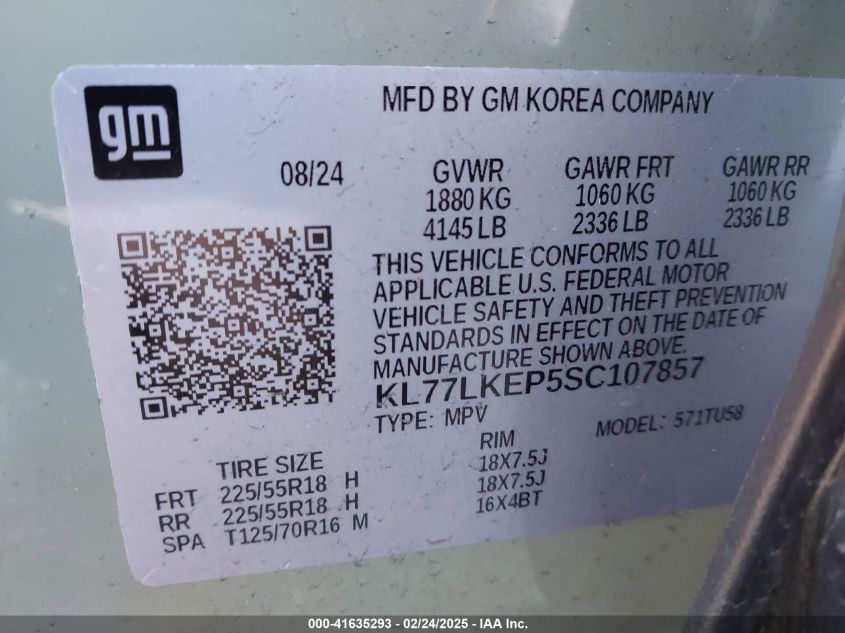 gm
MFD BY GM KOREA COMPANY
08/24 GVWR GAWR FRT GAWR RR
1880 KG 1060 KG 1060 KG
4145 LB 2336 LB 2336 LB
THIS VEHICLE CONFORMS TO ALL
APPLICABLE U.S. FEDERAL MOTOR
VEHICLE SAFETY AND THEFT PREVENTION
STANDARDS IN EFFECT ON THE DATE OF
MANUFACTURE SHOWN ABOVE.
KL77LKEP5SC107857
TYPE: MPV MODEL: 571TU58
TIRE SIZE RIM
FRT 225/55R18 H 18X7.5J
RR 225/55R18 H 18X7.5J
SPA T125/70R16 M 16X4BT
000-41635293 - 02/24/2025 - IAA Inc.